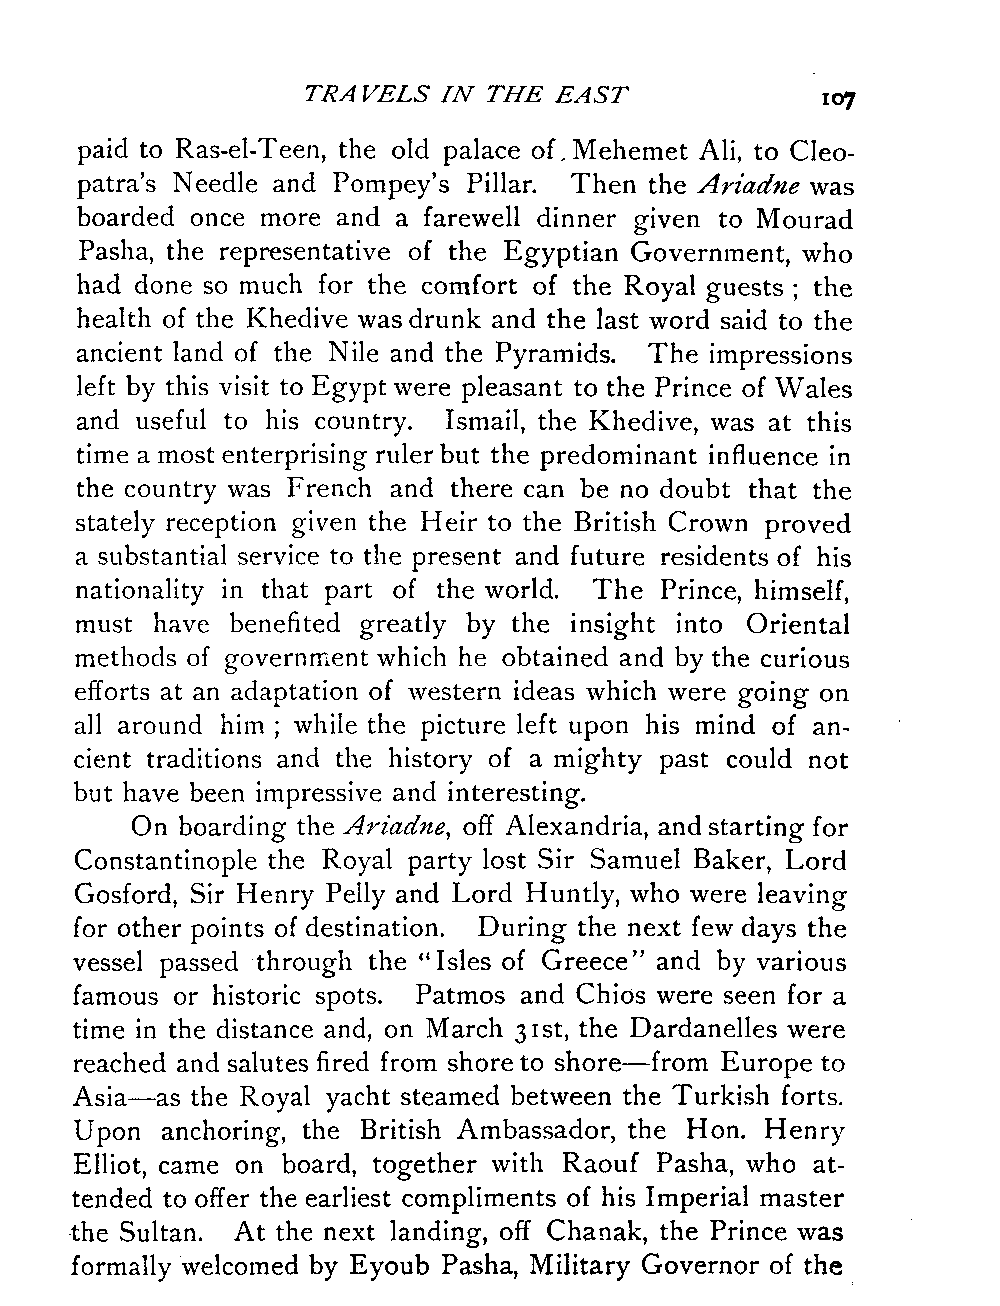 TRAVELS IN THE EAST 107
paid to Ras-el-Teen, the old palace of Mehemet Ali, to Cleo-
patra's Needle and Pompey's Pillar. Then the Ariadne was
boarded once more and a farewell dinner given to Mourad
Pasha, the representative of the Egyptian Government, who
had done so much for the comfort of the Royal guests ; the
health of the Khedive was drunk and the last word said to the
ancient land of the Nile and the Pyramids. The impressions
left by this visit to Egypt were pleasant to the Prince of Wales
and useful to his country. Ismail, the Khedive, was at this
time a most enterprising ruler but the predominant influence in
the country was French and there can be no doubt that the
stately reception given the Heir to the British Crown proved
a substantial service to the present and future residents of his
nationality in that part of the world. The Prince, himself,
must have benefited greatly by the insight into Oriental
methods of government which he obtained and by the curious
efforts at an adaptation of western ideas which were going on
all around him ; while the picture left upon his mind of an-
cient traditions and the history of a mighty past could not
but have been impressive and interesting.
On boarding the Ariadne, off Alexandria, and starting for
Constantinople the Royal party lost Sir Samuel Baker, Lord
Gosford, Sir Henry Pelly and Lord Huntly, who were leaving
for other points of destination. During the next few days the
vessel passed through the "Isles of Greece" and by various
famous or historic spots. Patmos and Chios were seen for a
time in the distance and, on March 31st, the Dardanelles were
reached and salutes fired from shore to shore—from Europe to
Asia—as the Royal yacht steamed between the Turkish forts.
Upon anchoring, the British Ambassador, the Hon. Henry
Elliot, came on board, together with Raouf Pasha, who at-
tended to offer the earliest compliments of his Imperial master
the Sultan. At the next landing, off Chanak, the Prince was
formally welcomed by Eyoub Pasha, Military Governor of the